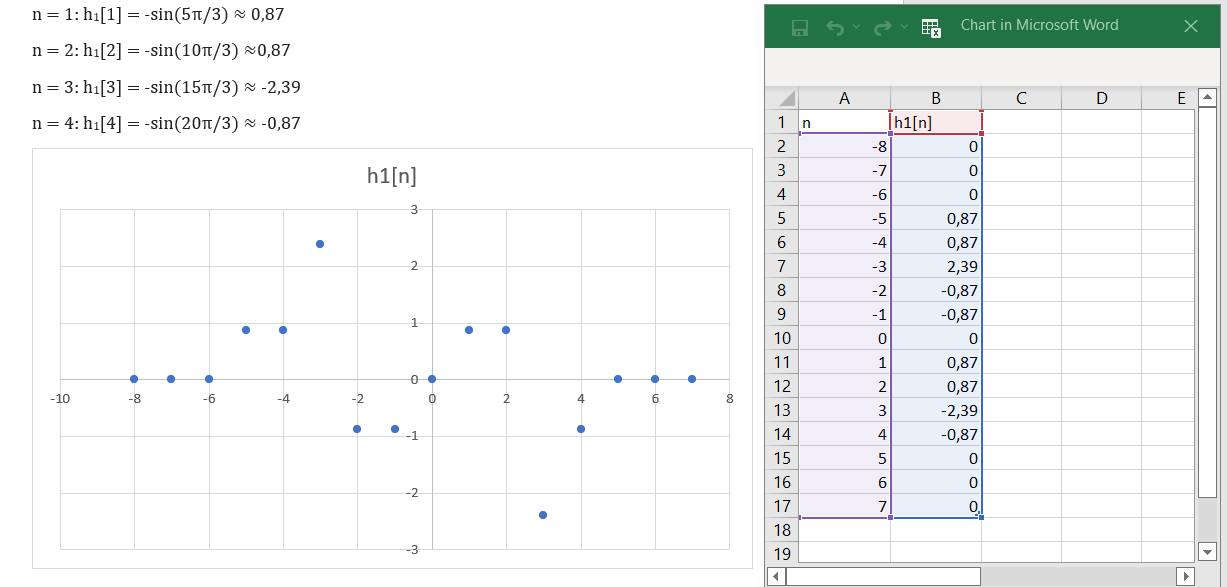 n = 1: h₁[1] = -sin(5π/3) ≈ 0,87
n = 2: h₁[2] = -sin(10π/3) ≈0,87
n = 3: h₁[3] = -sin(15π/3) ≈ -2,39
n = 4: h₁[4] = -sin(20π/3) ≈ -0,87
h1[n]
3
2
1
0
-1
-2
-3
-10 -8 -6 -4 -2 0 2 4 6 8
Chart in Microsoft Word
A B C D E
1 n h1[n]
2 -8 0
3 -7 0
4 -6 0
5 -5 0,87
6 -4 0,87
7 -3 2,39
8 -2 -0,87
9 -1 -0,87
10 0 0
11 1 0,87
12 2 0,87
13 3 -2,39
14 4 -0,87
15 5 0
16 6 0
17 7 0
18
19